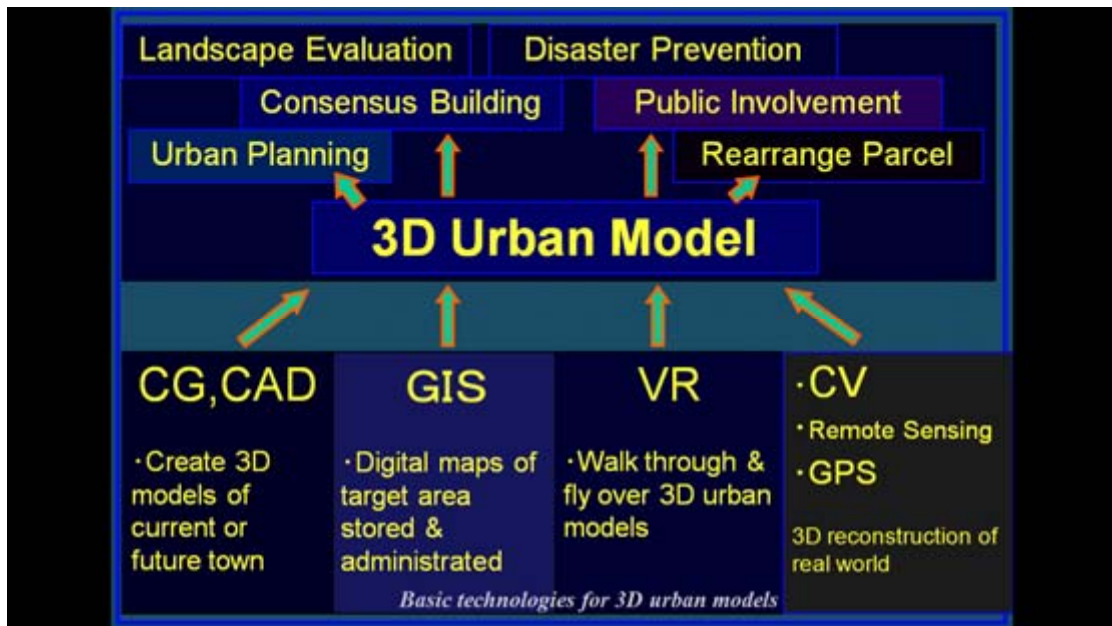 Landscape Evaluation
Disaster Prevention
Consensus Building
Public Involvement
Urban Planning
Rearrange Parcel
3D Urban Model
CG,CAD
·Create 3D
models of
current or
future town
GIS
·Digital maps of
target area
stored &
administrated
VR
·Walk through &
fly over 3D urban
models
·CV
·Remote Sensing
·GPS
3D reconstruction of
real world
Basic technologies for 3D urban models